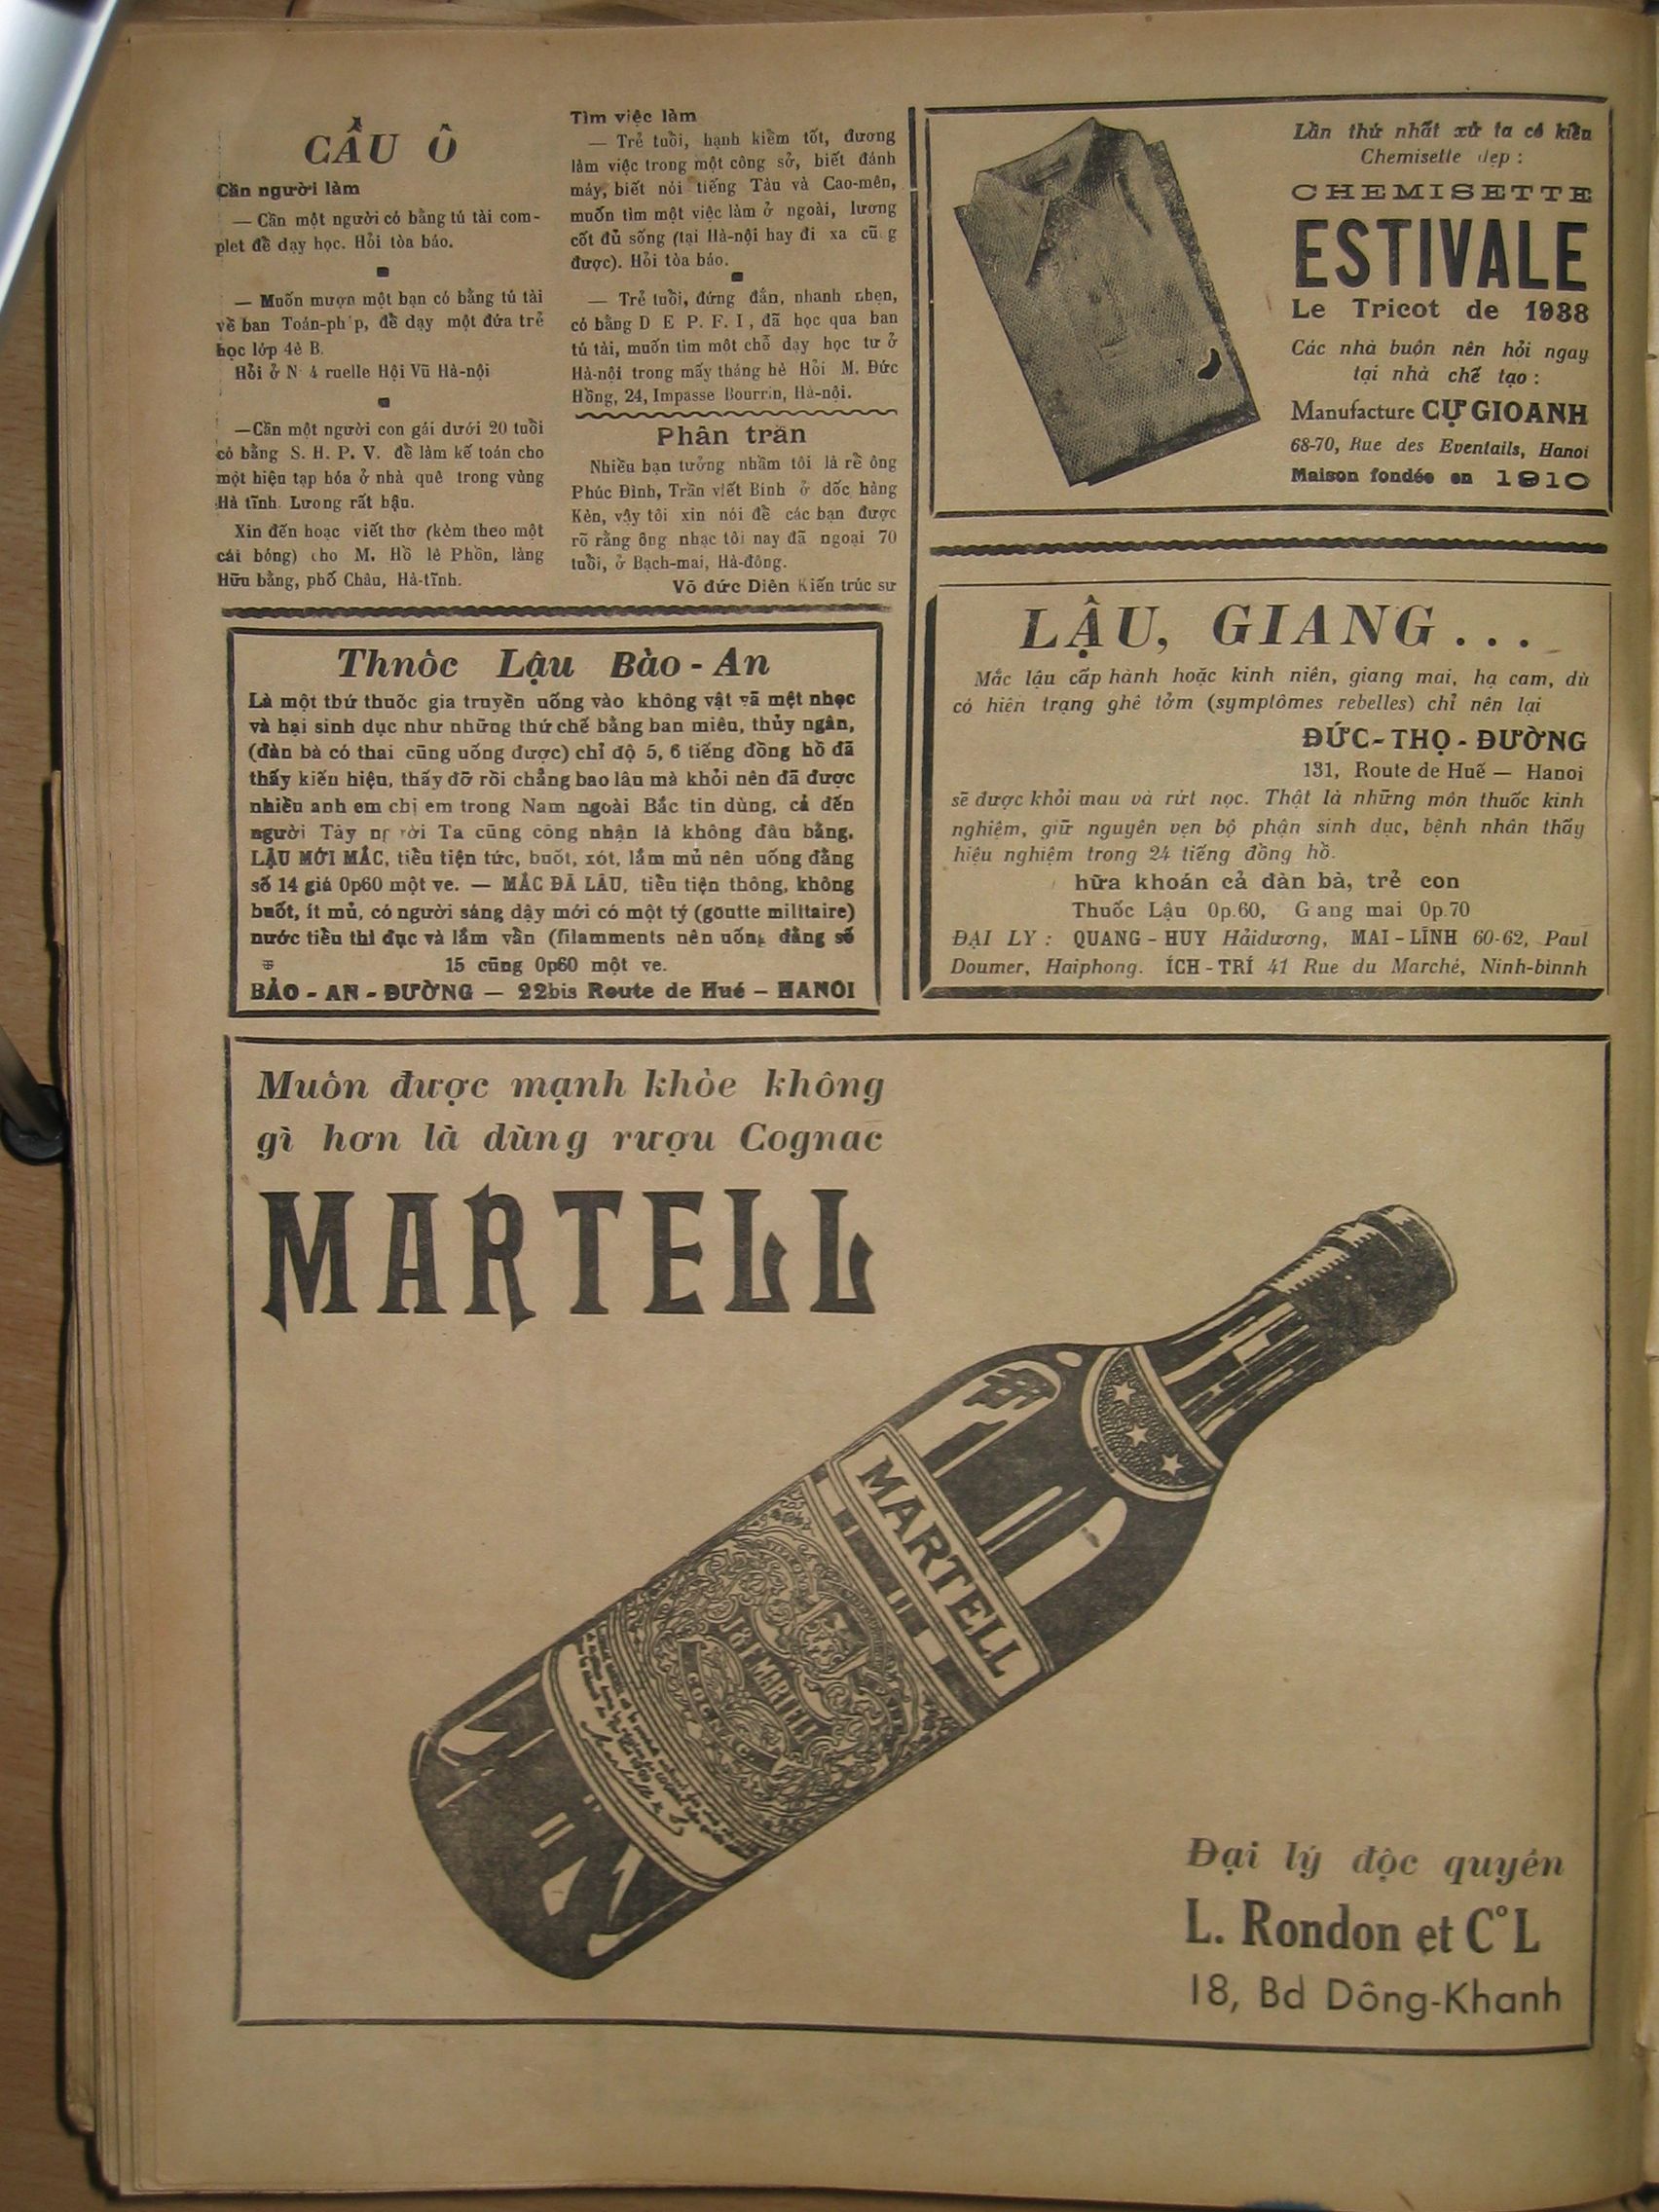 CẦU Ô
Cần người làm
— Cần một người có bằng tú tài com-
plet để dạy học. Hỏi tòa báo.
— Muốn mượn một bạn có bằng tú tài
về ban Toán-ph p, để dạy một đứa trẻ
học lớp 4è B.
Hỏi ở N 4 ruelle Hội Vũ Hà-nội
—Cần một người con gái dưới 20 tuổi
có bằng S. H. P. V. để làm kế toán cho
một hiệu tạp hóa ở nhà quê trong vùng
Hà tĩnh. Lương rất hậu.
Xin đến hoạc viết thơ (kèm theo một
cái bóng) cho M. Hồ lê Phồn, làng
Hữu bằng, phố Châu, Hà-tĩnh.
Tìm việc làm
— Trẻ tuổi, hạnh kiểm tốt, đương
làm việc trong một công sở, biết đánh
máy, biết nói tiếng Tàu và Cao-mên,
muốn tìm một việc làm ở ngoài, lương
cốt đủ sống (tại Hà-nội hay đi xa cũ g
được). Hỏi tòa báo.
— Trẻ tuổi, đứng đắn, nhanh nhẹn,
có bằng D E P. F. I, đã học qua ban
tú tài, muốn tìm một chỗ dạy học tư ở
Hà-nội trong mấy tháng hè Hỏi M. Đức
Hồng, 24, Impasse Bourrin, Hà-nội.
Phân trần
Nhiều bạn tưởng nhầm tôi là rể ông
Phúc Đình, Trần viết Binh ở dốc hàng
Kèn, vậy tôi xin nói để các bạn được
rõ rằng ông nhạc tôi nay đã ngoại 70
tuổi, ở Bạch-mai, Hà-đông.
Võ đức Diên Kiến trúc sư
Lần thứ nhất xứ ta có kiểu
Chemisette đẹp :
CHEMISETTE
ESTIVALE
Le Tricot de 1938
Các nhà buôn nên hỏi ngay
tại nhà chế tạo :
Manufacture CỰ GIOANH
68-70, Rue des Eventails, Hanoi
Maison fondée en 1910
Thnôc Lậu Bảo - An
Là một thứ thuốc gia truyền uống vào không vật vã mệt nhọc
và hại sinh dục như những thứ chế bằng ban miêu, thủy ngân,
(đàn bà có thai cũng uống được) chỉ độ 5, 6 tiếng đồng hồ đã
thấy kiến hiệu, thấy đỡ rồi chẳng bao lâu mà khỏi nên đã được
nhiều anh em chị em trong Nam ngoài Bắc tin dùng, cả đến
người Tây người Ta cũng công nhận là không đâu bằng.
LẬU MỚI MẮC, tiểu tiện tức, buốt, xót, lắm mủ nên uống đằng
số 14 giá 0p60 một ve. — MẮC ĐÃ LÂU, tiểu tiện thông, không
buốt, ít mủ, có người sáng dậy mới có một tý (goutte militaire)
nước tiểu thì đục và lắm vẩn (filamments nên uống đằng số
15 cũng 0p60 một ve.
BẢO - AN - ĐƯỜNG — 22bis Route de Hué — HANOI
LẬU, GIANG...
Mắc lậu cấp hành hoặc kinh niên, giang mai, hạ cam, dù
có hiện trạng ghê tởm (symptômes rebelles) chỉ nên lại
ĐỨC-THỌ-ĐƯỜNG
131, Route de Huế — Hanoi
sẽ được khỏi mau và rứt nọc. Thật là những môn thuốc kinh
nghiệm, giữ nguyên vẹn bộ phận sinh dục, bệnh nhân thấy
hiệu nghiệm trong 24 tiếng đồng hồ.
hữa khoán cả đàn bà, trẻ con
Thuốc Lậu 0p.60, G ang mai 0p.70
ĐẠI LÝ : QUANG - HUY Hảidương, MAI - LĨNH 60-62, Paul
Doumer, Haiphong. ÍCH - TRÍ 41 Rue du Marché, Ninh-binnh
Muôn được mạnh khỏe không
gì hơn là dùng rượu Cognac
MARTELL
MARTELL
J & F MARTELL
COGNAC
Đại lý độc quyền
L. Rondon et C° L
18, Bd Dông-Khanh